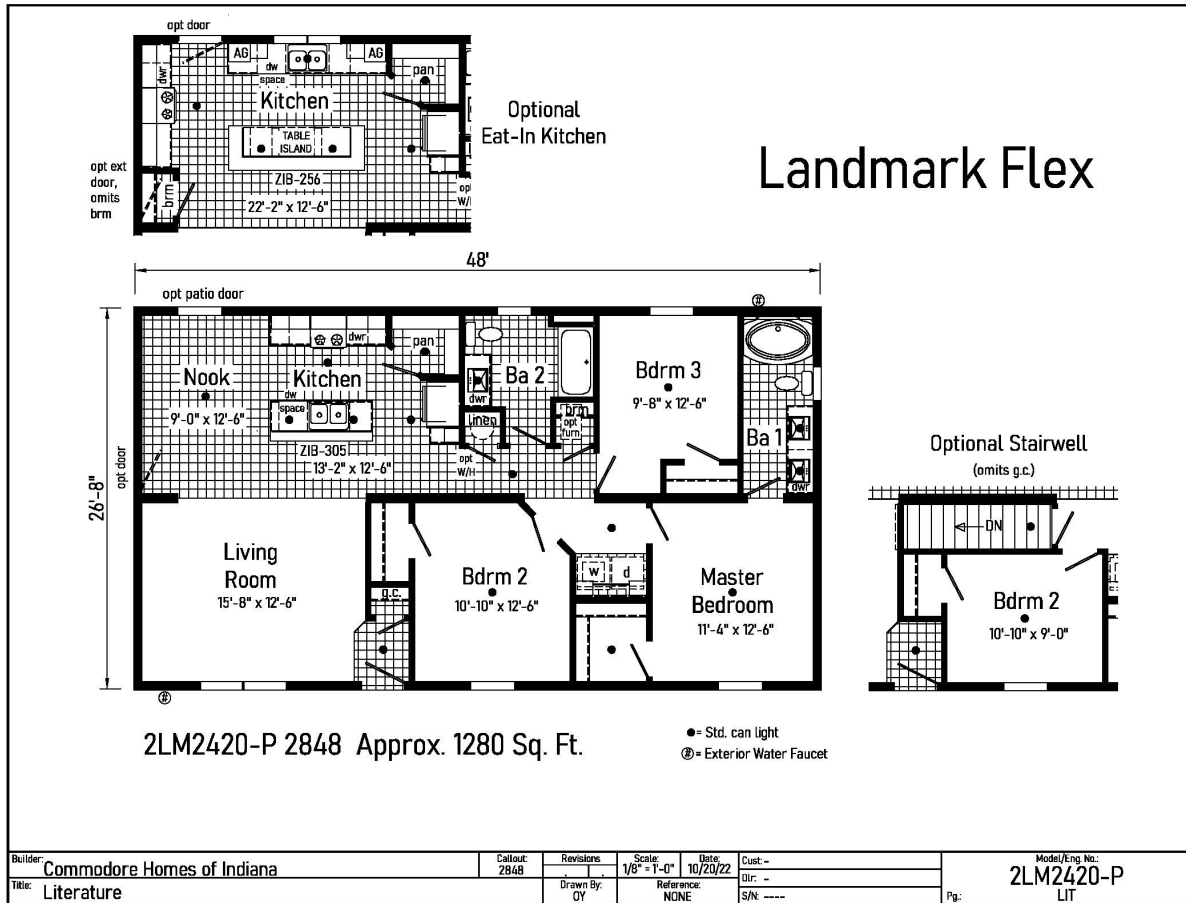 opt door
AG
AG
dw
space
dwr
pan
Kitchen
TABLE
ISLAND
ZIB-256
22'-2" x 12'-6"
brm
opt ext
door,
omits
brm
Optional
Eat-In Kitchen
Landmark Flex
48'
26'-8"
opt patio door
opt door
Nook
9'-0" x 12'-6"
dwr
Kitchen
dw
space
ZIB-305
13'-2" x 12'-6"
pan
Ba 2
dwr
linen
opt
W/H
brm
opt
furn
Bdrm 3
9'-8" x 12'-6"
#
Ba 1
dwr
Living
Room
15'-8" x 12'-6"
g.c.
Bdrm 2
10'-10" x 12'-6"
w
d
Master
Bedroom
11'-4" x 12'-6"
#
Optional Stairwell
(omits g.c.)
DN
Bdrm 2
10'-10" x 9'-0"
2LM2420-P 2848 Approx. 1280 Sq. Ft.
●= Std. can light
#= Exterior Water Faucet
Builder: Commodore Homes of Indiana
Title: Literature
Callout:
2848
Revisions
Scale:
1/8" = 1'-0"
Date:
10/20/22
Drawn By:
OY
Reference:
NONE
Cust: -
Dlr: -
S/N: ----
Model/Eng. No.:
2LM2420-P
Pg.: LIT